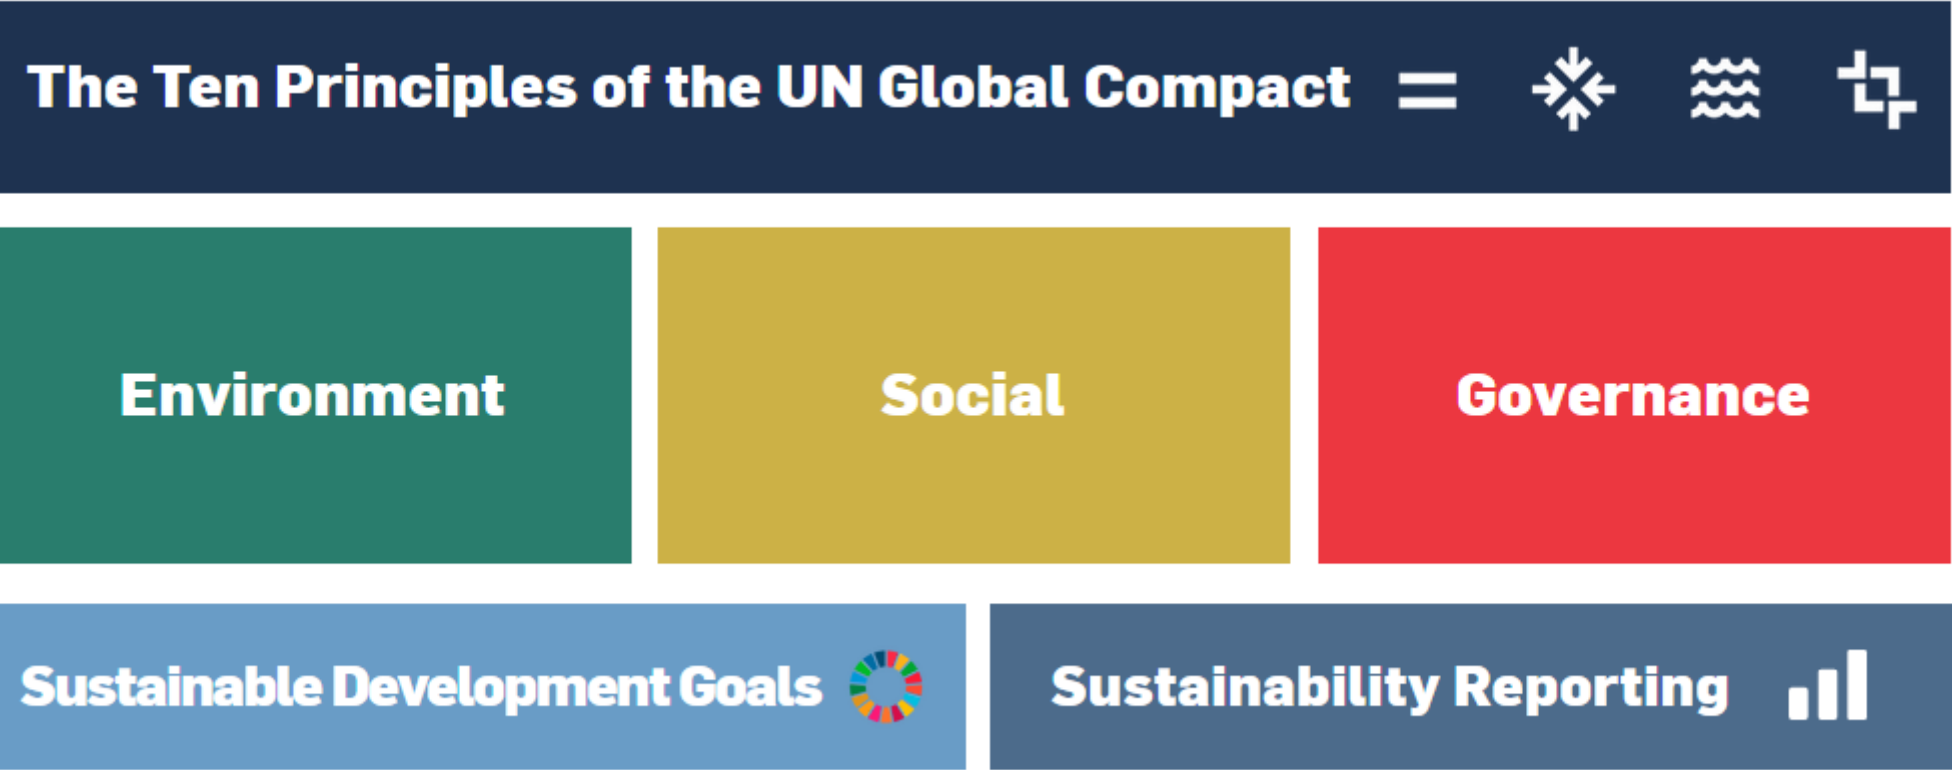 The Ten Principles of the UN Global Compact
Environment
Social
Governance
Sustainable Development Goals
Sustainability Reporting